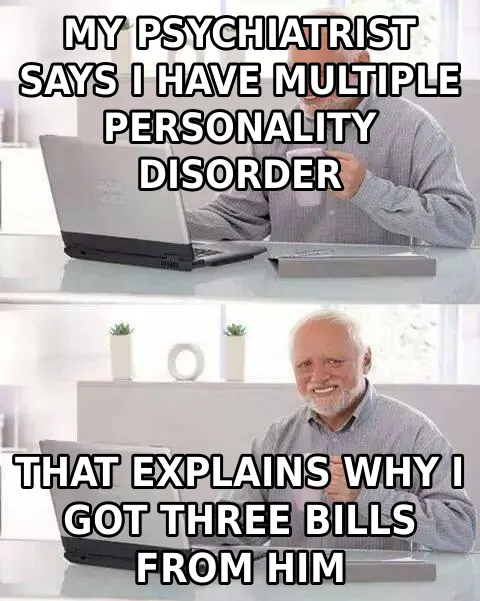 MY PSYCHIATRIST
SAYS I HAVE MULTIPLE
PERSONALITY
DISORDER
THAT EXPLAINS WHY I
GOT THREE BILLS
FROM HIM